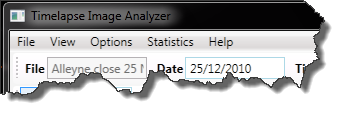 Timelapse Image Analyzer
File View Options Statistics Help
File Alleyne close 25 Date 25/12/2010